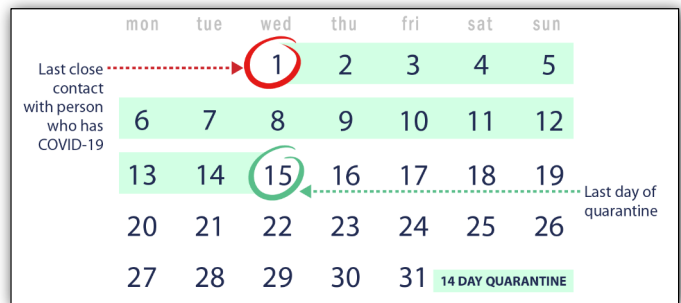 mon tue wed thu fri sat sun
Last close
contact
with person
who has
COVID-19
1 2 3 4 5
6 7 8 9 10 11 12
13 14 15 16 17 18 19
Last day of
quarantine
20 21 22 23 24 25 26
27 28 29 30 31 14 DAY QUARANTINE